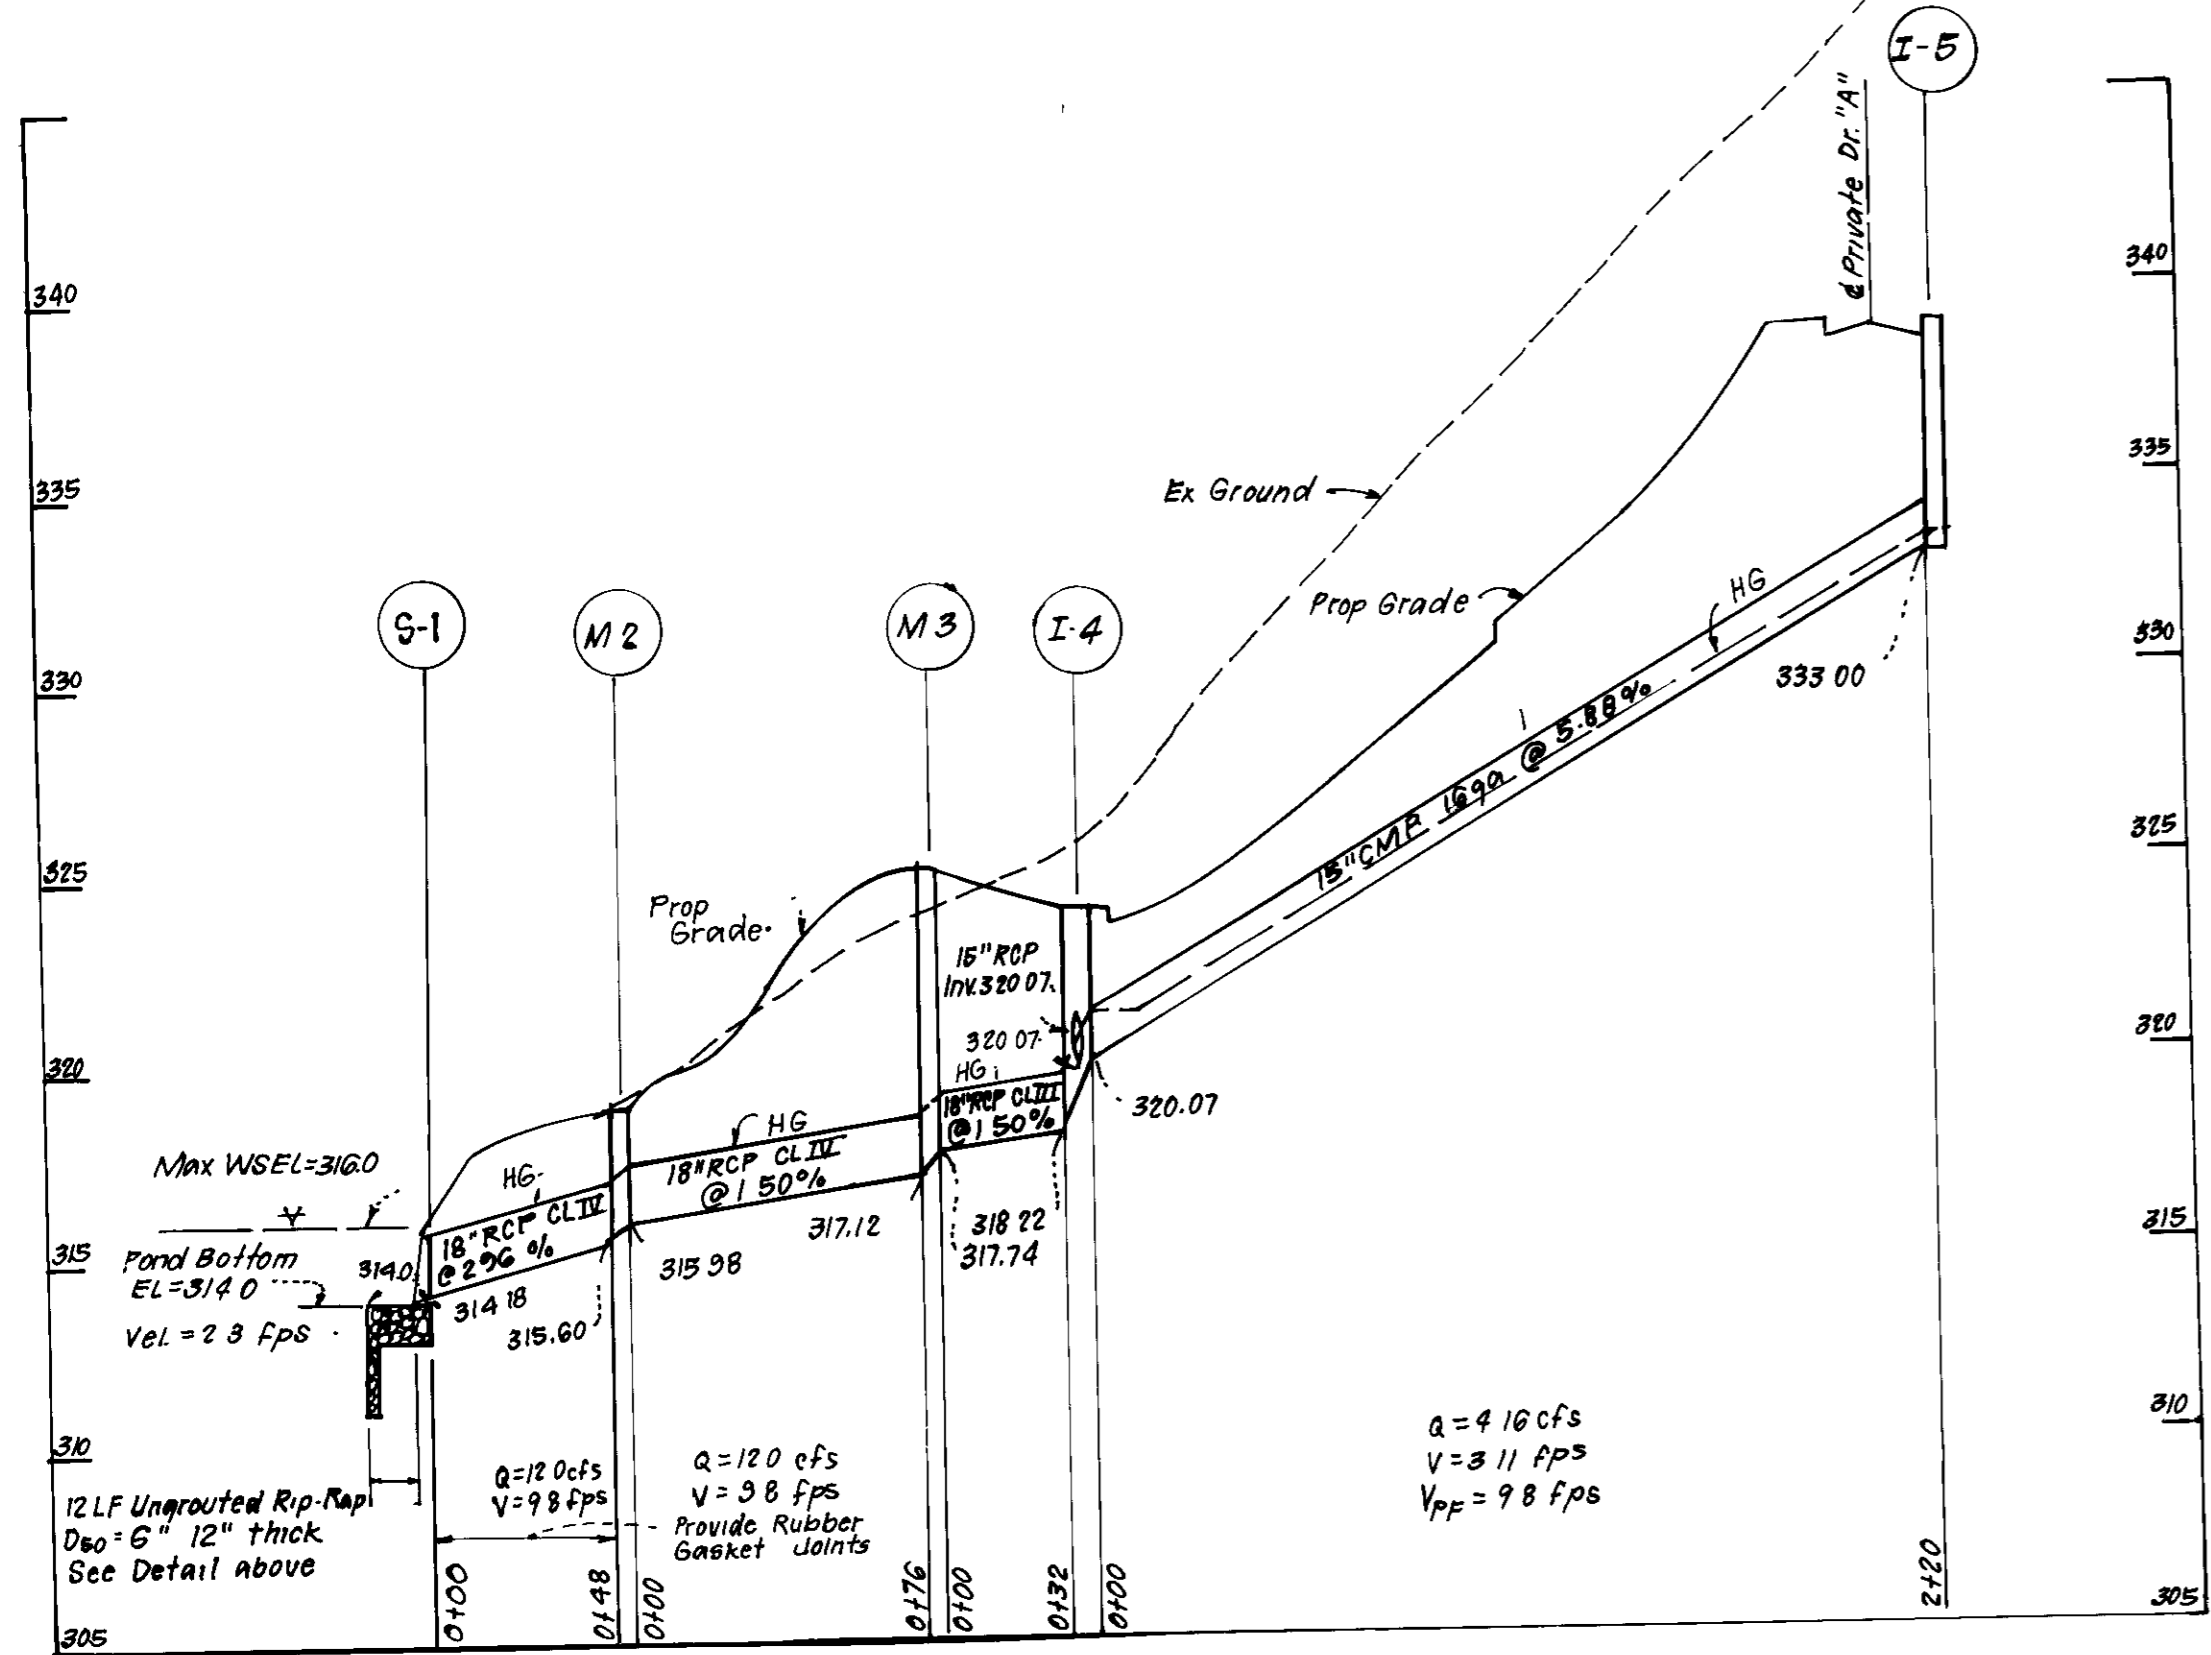 I-5
℄ Private Dr. "A"
340
335
330
325
320
315
310
305
340
335
330
325
320
315
310
305
S-1
M 2
M 3
I-4
Ex Ground
Prop Grade
HG
333 00
15" CMP 16ga @ 5.88%
Prop
Grade
15" RCP
Inv. 320 07
320 07
HG
18" RCP CL III
@ 1 50%
320.07
HG
18" RCP CL IV
@ 1 50%
Max WSEL=316.0
HG
18" RCP CL IV
@ 2 96 %
Pond Bottom
EL=314 0
314.0
Vel. = 2 3 fps
314 18
315.60
315 98
317.12
318 22
317.74
Q=12 0 cfs
V=9 8 fps
Q=12 0 cfs
V= 9 8 fps
Provide Rubber
Gasket Joints
Q = 4 16 cfs
V = 3 11 fps
VPF = 9 8 fps
12 LF Ungrouted Rip-Rap
D50 = 6" 12" thick
See Detail above
0+00
0+48
0+00
0+76
0+00
0+32
0+00
2+20